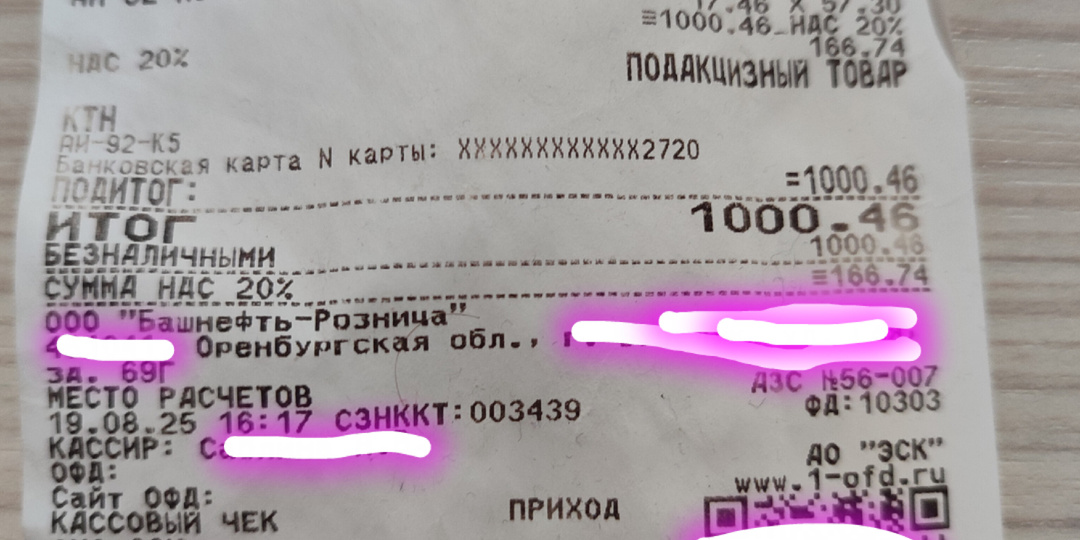 17.46 X 57.30
≡1000.46_НДС 20%
166.74
НДС 20%
ПОДАКЦИЗНЫЙ ТОВАР
КТН
АИ-92-К5
Банковская карта N карты: XXXXXXXXXXXX2720
ПОДИТОГ: =1000.46
ИТОГ 1000.46
БЕЗНАЛИЧНЫМИ 1000.46
СУММА НДС 20% =166.74
ООО "Башнефть-Розница"
Оренбургская обл.,
зд. 69Г
МЕСТО РАСЧЕТОВ АЗС №56-007
19.08.25 16:17 СЗНККТ:003439 ФД:10303
КАССИР:
ОФД: АО "ЭСК"
Сайт ОФД: www.1-ofd.ru
КАССОВЫЙ ЧЕК ПРИХОД